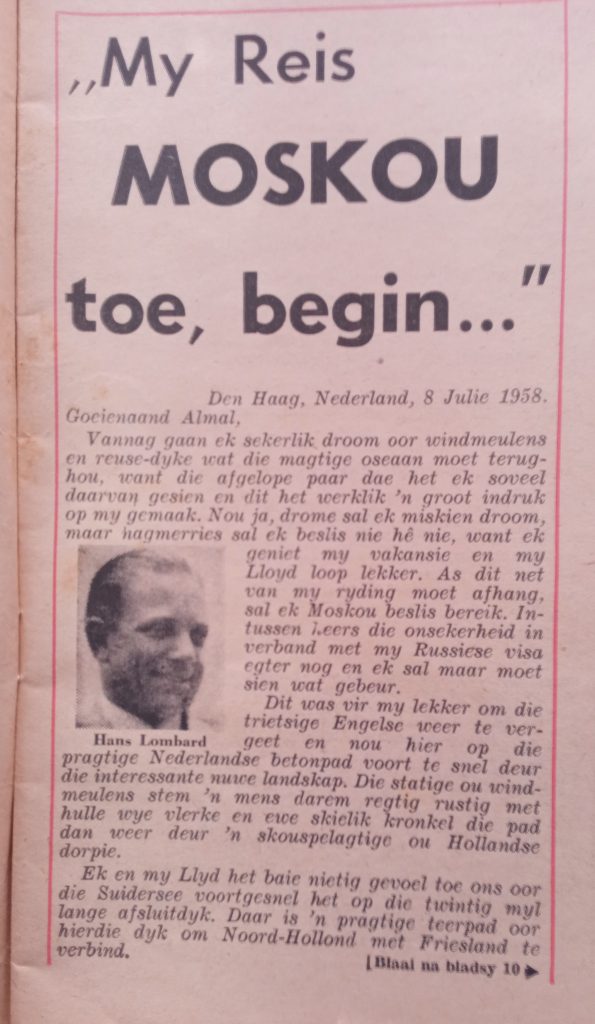 „My Reis
MOSKOU
toe, begin..."
Den Haag, Nederland, 8 Julie 1958.
Goeienaand Almal,
Vannag gaan ek sekerlik droom oor windmeulens
en reuse-dyke wat die magtige oseaan moet terug-
hou, want die afgelope paar dae het ek soveel
daarvan gesien en dit het werklik 'n groot indruk
op my gemaak. Nou ja, drome sal ek miskien droom,
maar nagmerries sal ek beslis nie hê nie, want ek
geniet my vakansie en my
Lloyd loop lekker. As dit net
van my ryding moet afhang,
sal ek Moskou beslis bereik. In-
tussen heers die onsekerheid in
verband met my Russiese visa
egter nog en ek sal maar moet
sien wat gebeur.
Dit was vir my lekker om die
trietsige Engelse weer te ver-
geet en nou hier op die
Hans Lombard
pragtige Nederlandse betonpad voort te snel deur
die interessante nuwe landskap. Die statige ou wind-
meulens stem 'n mens darem regtig rustig met
hulle wye vlerke en ewe skielik kronkel die pad
dan weer deur 'n skouspelagtige ou Hollandse
dorpie.
Ek en my Llyd het baie nietig gevoel toe ons oor
die Suidersee voortgesnel het op die twintig myl
lange afsluitdyk. Daar is 'n pragtige teerpad oor
hierdie dyk om Noord-Hollond met Friesland te
verbind.
[Blaai na bladsy 10 ➤